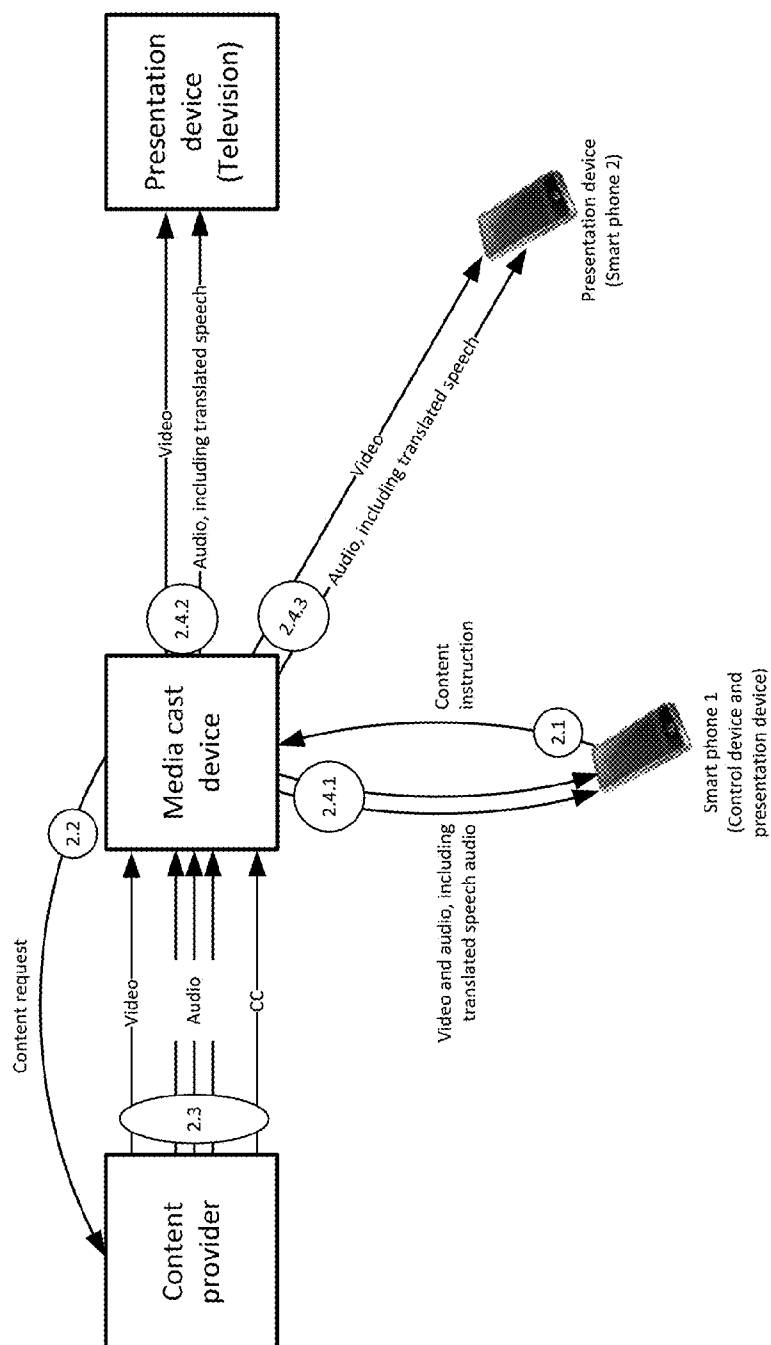 Content request
2.2
Content
provider
2.3
Video
Audio
CC
Media cast
device
2.4.2
Video
Audio, including translated speech
Presentation
device
(Television)
2.4.3
Video
Audio, including translated speech
Presentation device
(Smart phone 2)
2.4.1
Video and audio, including
translated speech audio
2.1
Content
instruction
Smart phone 1
(Control device and
presentation device)